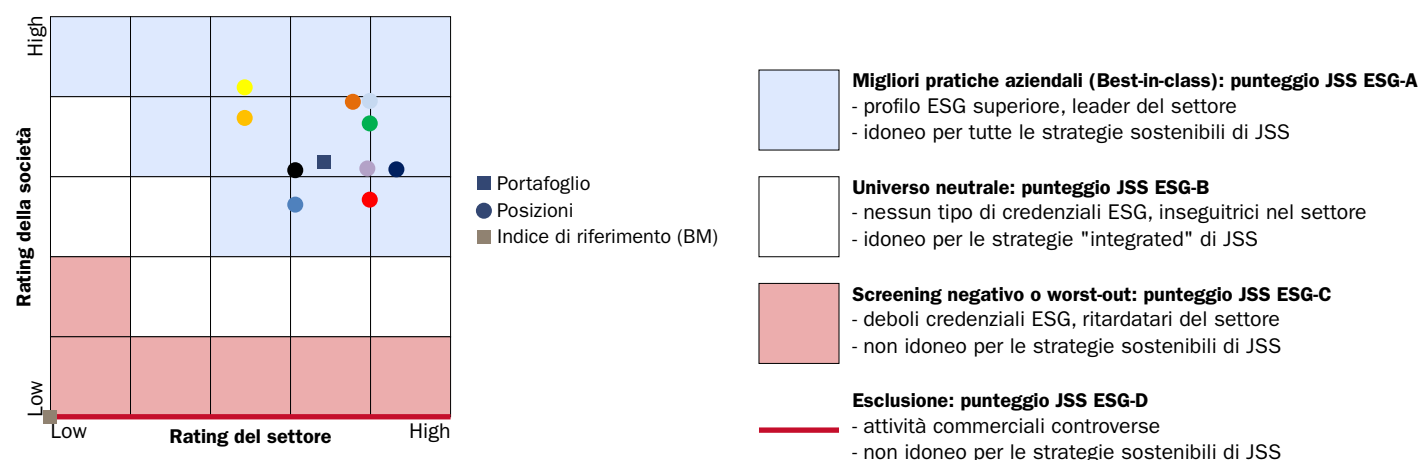 High
Rating della società
Low
Low
Rating del settore
High
Portafoglio
Posizioni
Indice di riferimento (BM)
Migliori pratiche aziendali (Best-in-class): punteggio JSS ESG-A
- profilo ESG superiore, leader del settore
- idoneo per tutte le strategie sostenibili di JSS
Universo neutrale: punteggio JSS ESG-B
- nessun tipo di credenziali ESG, inseguitrici nel settore
- idoneo per le strategie "integrated" di JSS
Screening negativo o worst-out: punteggio JSS ESG-C
- deboli credenziali ESG, ritardatari del settore
- non idoneo per le strategie sostenibili di JSS
Esclusione: punteggio JSS ESG-D
- attività commerciali controverse
- non idoneo per le strategie sostenibili di JSS